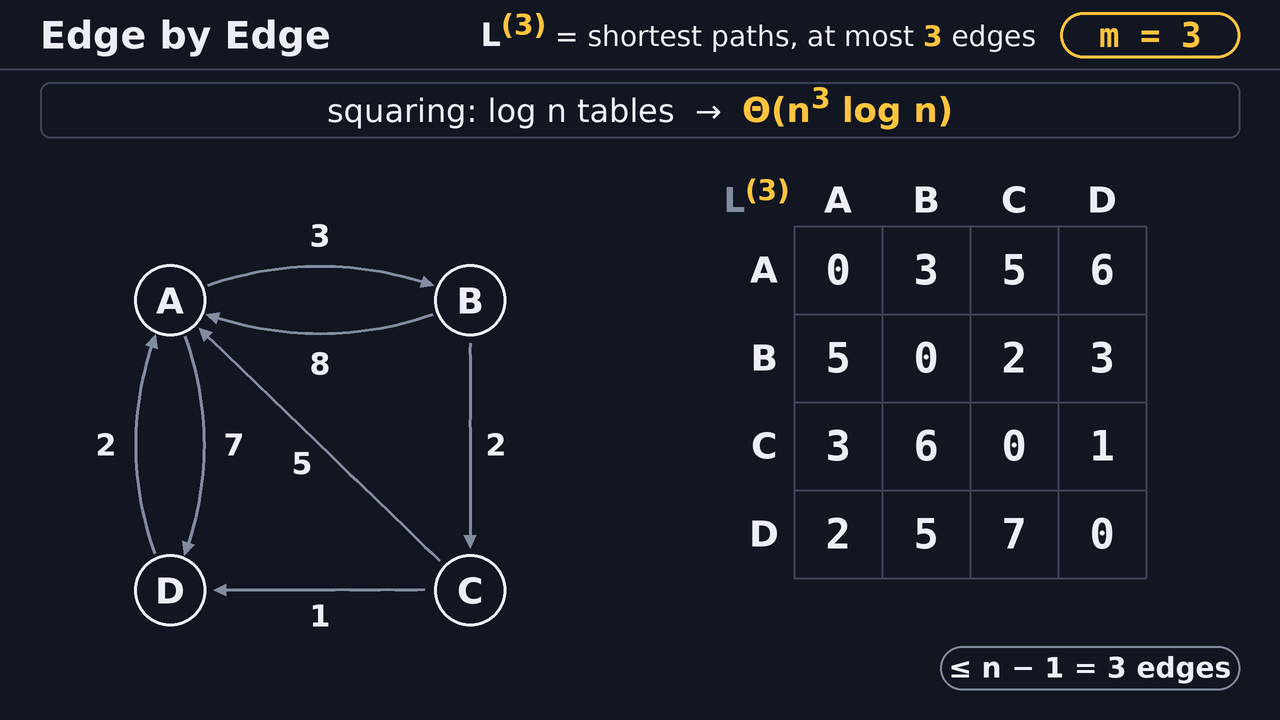 Edge by Edge
L(3) = shortest paths, at most 3 edges
m = 3
squaring: log n tables → Θ(n3 log n)
3
A B
8
2 7 5 2
D C
1
L(3) A B C D
A 0 3 5 6
B 5 0 2 3
C 3 6 0 1
D 2 5 7 0
≤ n − 1 = 3 edges